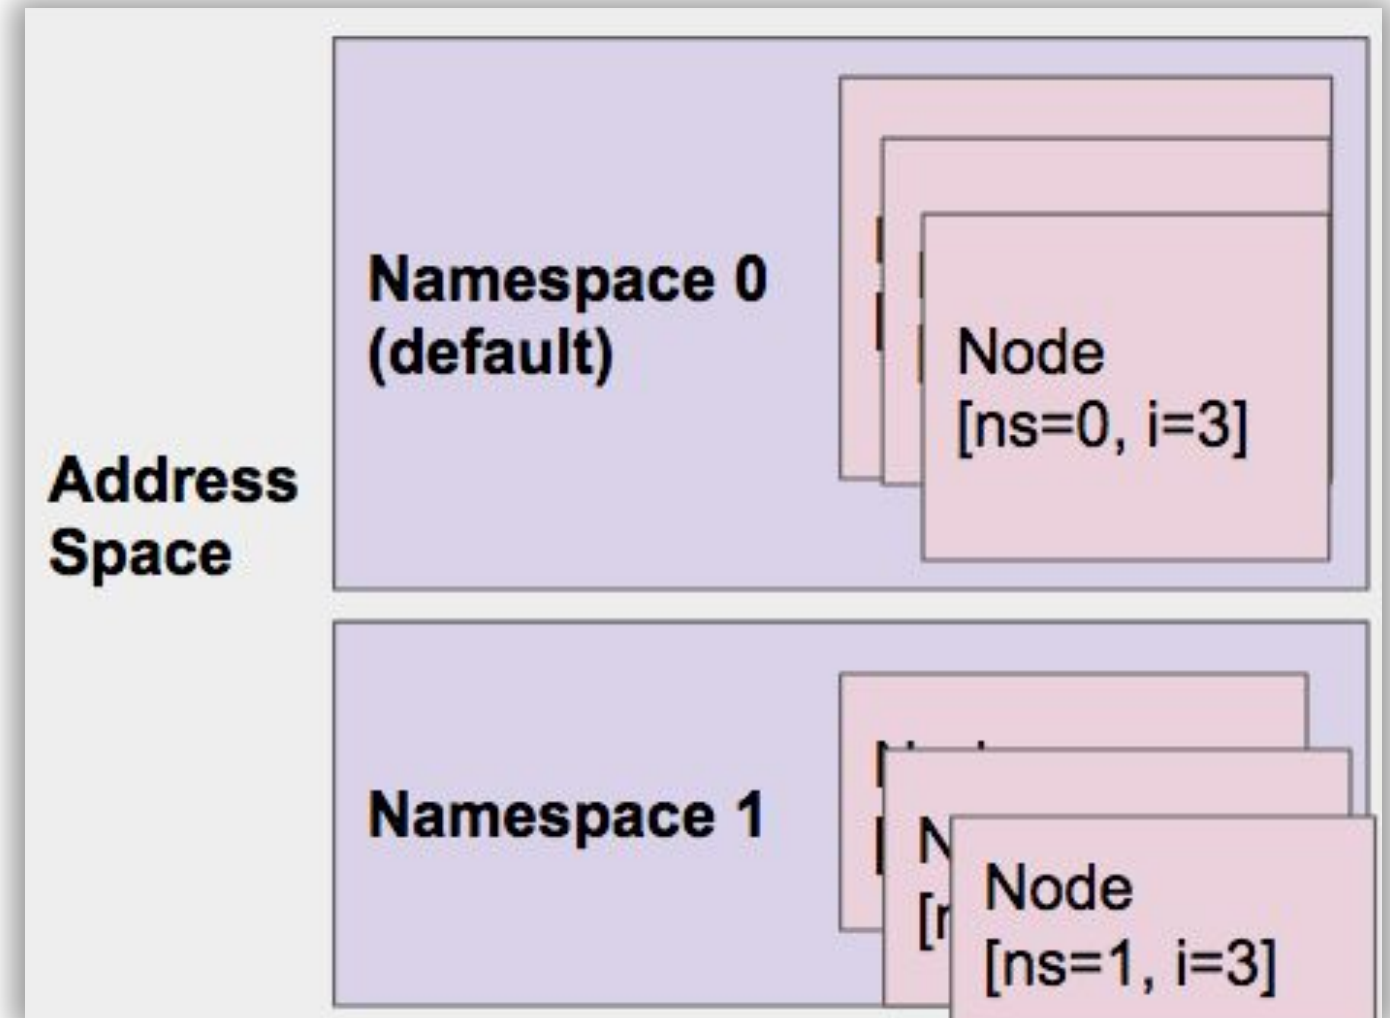 Address
Space
Namespace 0
(default)
Node
[ns=0, i=3]
Namespace 1
Node
[ns=1, i=3]